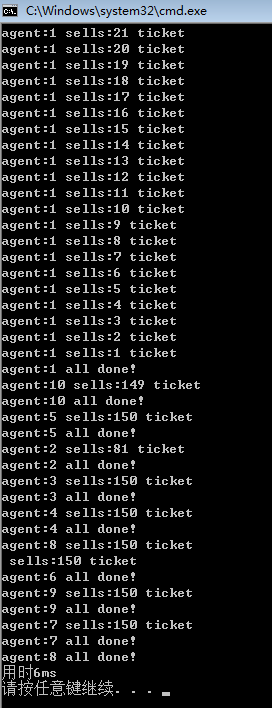 C:\Windows\system32\cmd.exe
agent:1 sells:21 ticket
agent:1 sells:20 ticket
agent:1 sells:19 ticket
agent:1 sells:18 ticket
agent:1 sells:17 ticket
agent:1 sells:16 ticket
agent:1 sells:15 ticket
agent:1 sells:14 ticket
agent:1 sells:13 ticket
agent:1 sells:12 ticket
agent:1 sells:11 ticket
agent:1 sells:10 ticket
agent:1 sells:9 ticket
agent:1 sells:8 ticket
agent:1 sells:7 ticket
agent:1 sells:6 ticket
agent:1 sells:5 ticket
agent:1 sells:4 ticket
agent:1 sells:3 ticket
agent:1 sells:2 ticket
agent:1 sells:1 ticket
agent:1 all done!
agent:10 sells:149 ticket
agent:10 all done!
agent:5 sells:150 ticket
agent:5 all done!
agent:2 sells:81 ticket
agent:2 all done!
agent:3 sells:150 ticket
agent:3 all done!
agent:4 sells:150 ticket
agent:4 all done!
agent:8 sells:150 ticket
 sells:150 ticket
agent:6 all done!
agent:9 sells:150 ticket
agent:9 all done!
agent:7 sells:150 ticket
agent:7 all done!
agent:8 all done!
用时6ms
请按任意键继续. . .